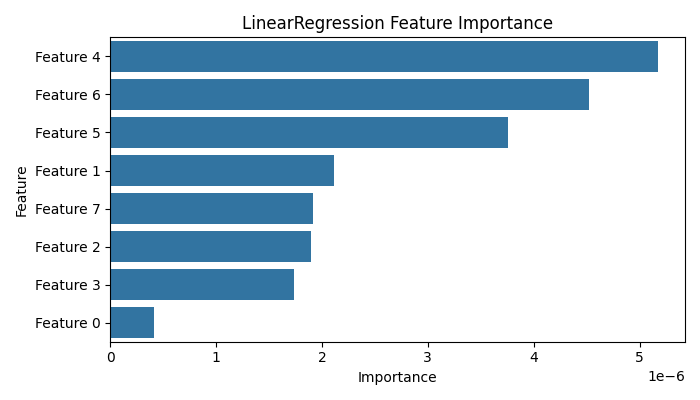 LinearRegression Feature Importance
Feature 4
Feature 6
Feature 5
Feature 1
Feature 7
Feature 2
Feature 3
Feature 0
Feature
0 1 2 3 4 5
1e−6
Importance